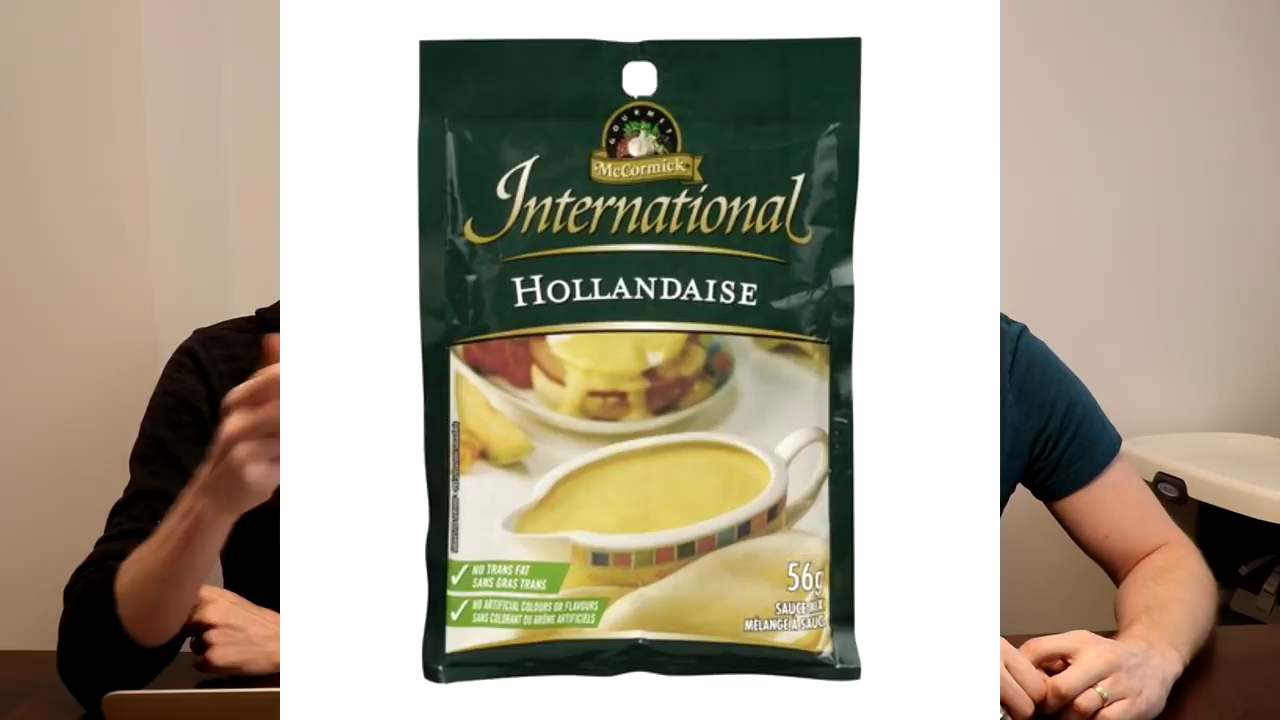 GOURMET
McCormick
International
HOLLANDAISE
NO TRANS FAT
SANS GRAS TRANS
NO ARTIFICIAL COLOURS OR FLAVOURS
SANS COLORANT OU ARÔME ARTIFICIELS
56g
SAUCE MIX
MÉLANGE À SAUCE